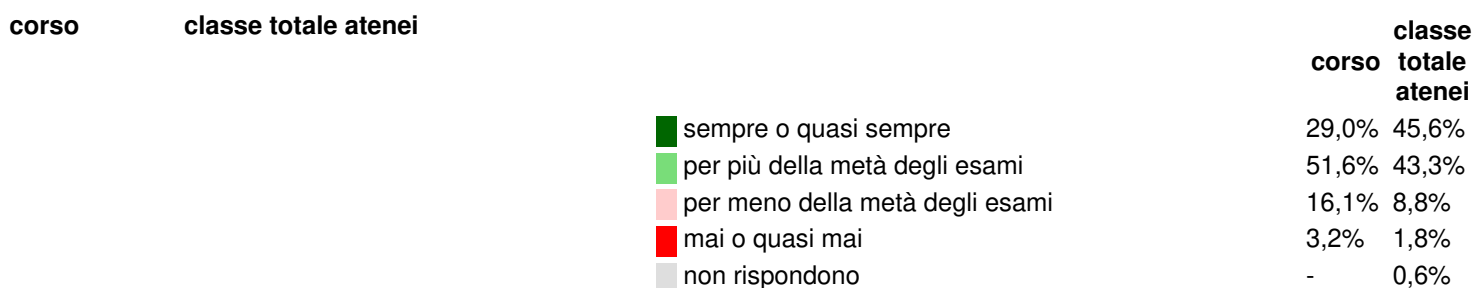 corso classe totale atenei
corso classe totale atenei
sempre o quasi sempre 29,0% 45,6%
per più della metà degli esami 51,6% 43,3%
per meno della metà degli esami 16,1% 8,8%
mai o quasi mai 3,2% 1,8%
non rispondono - 0,6%